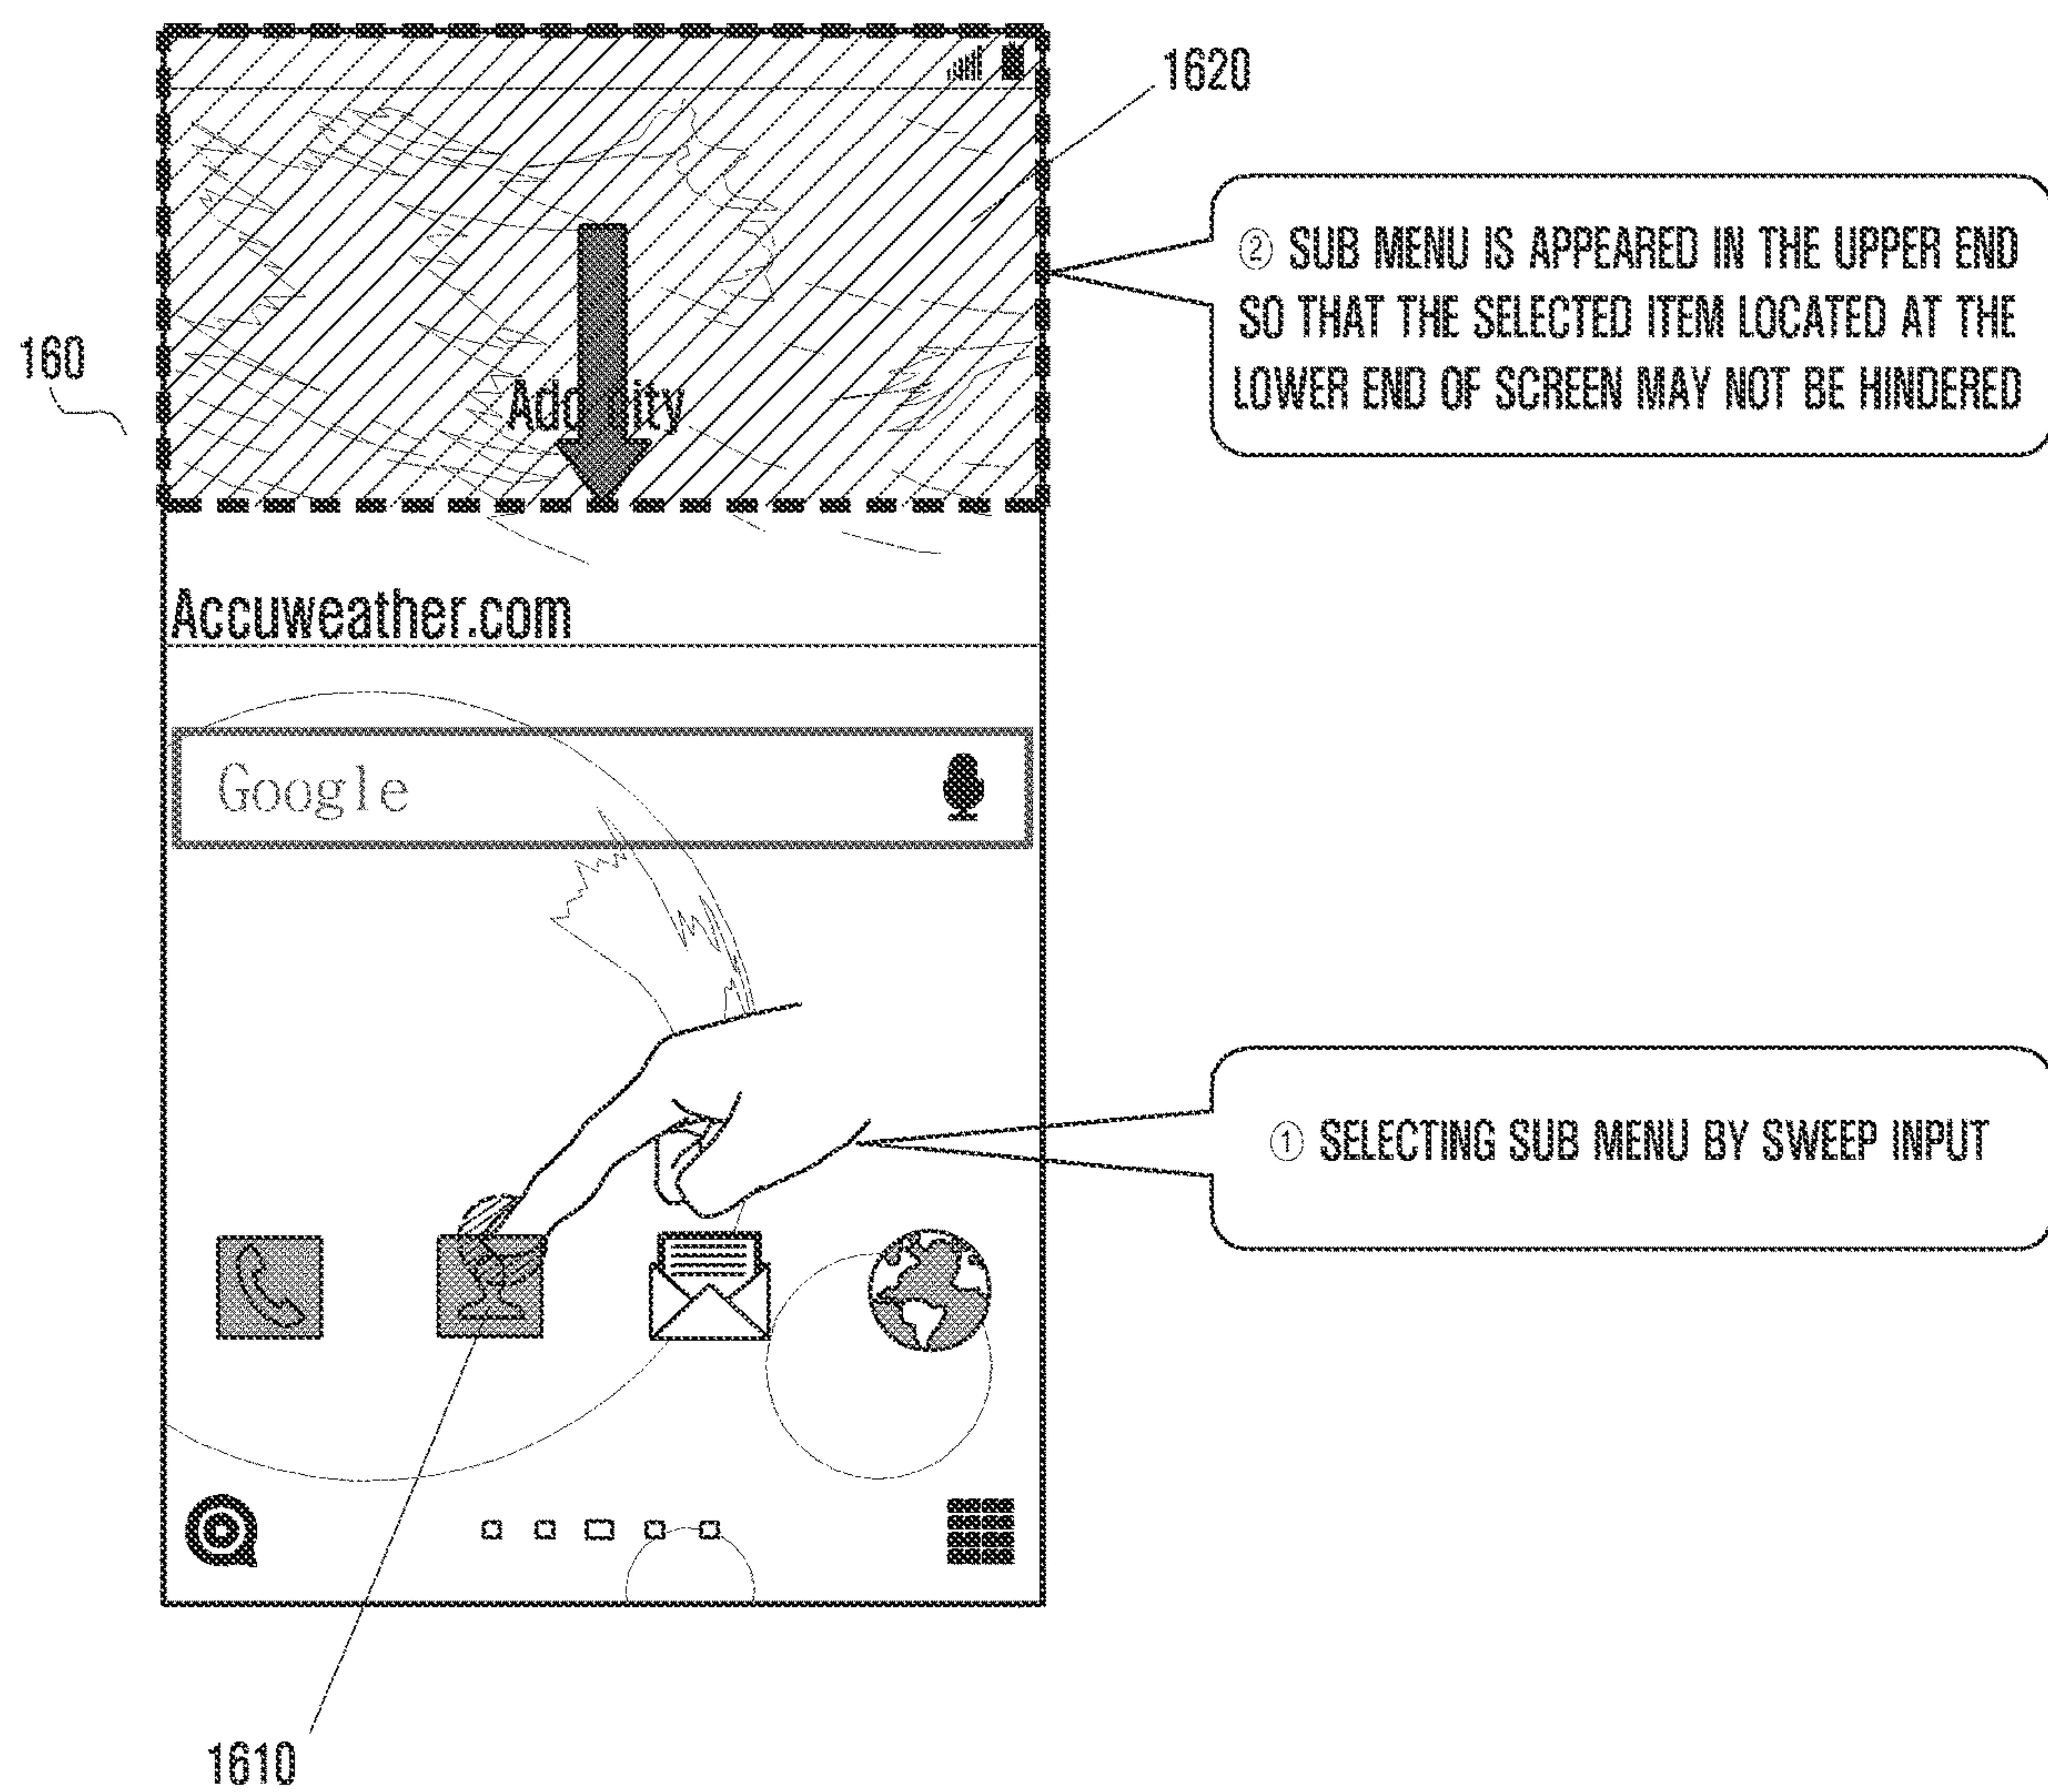 1620
② SUB MENU IS APPEARED IN THE UPPER END
SO THAT THE SELECTED ITEM LOCATED AT THE
LOWER END OF SCREEN MAY NOT BE HINDERED
160
Accuweather.com
Google
① SELECTING SUB MENU BY SWEEP INPUT
1610